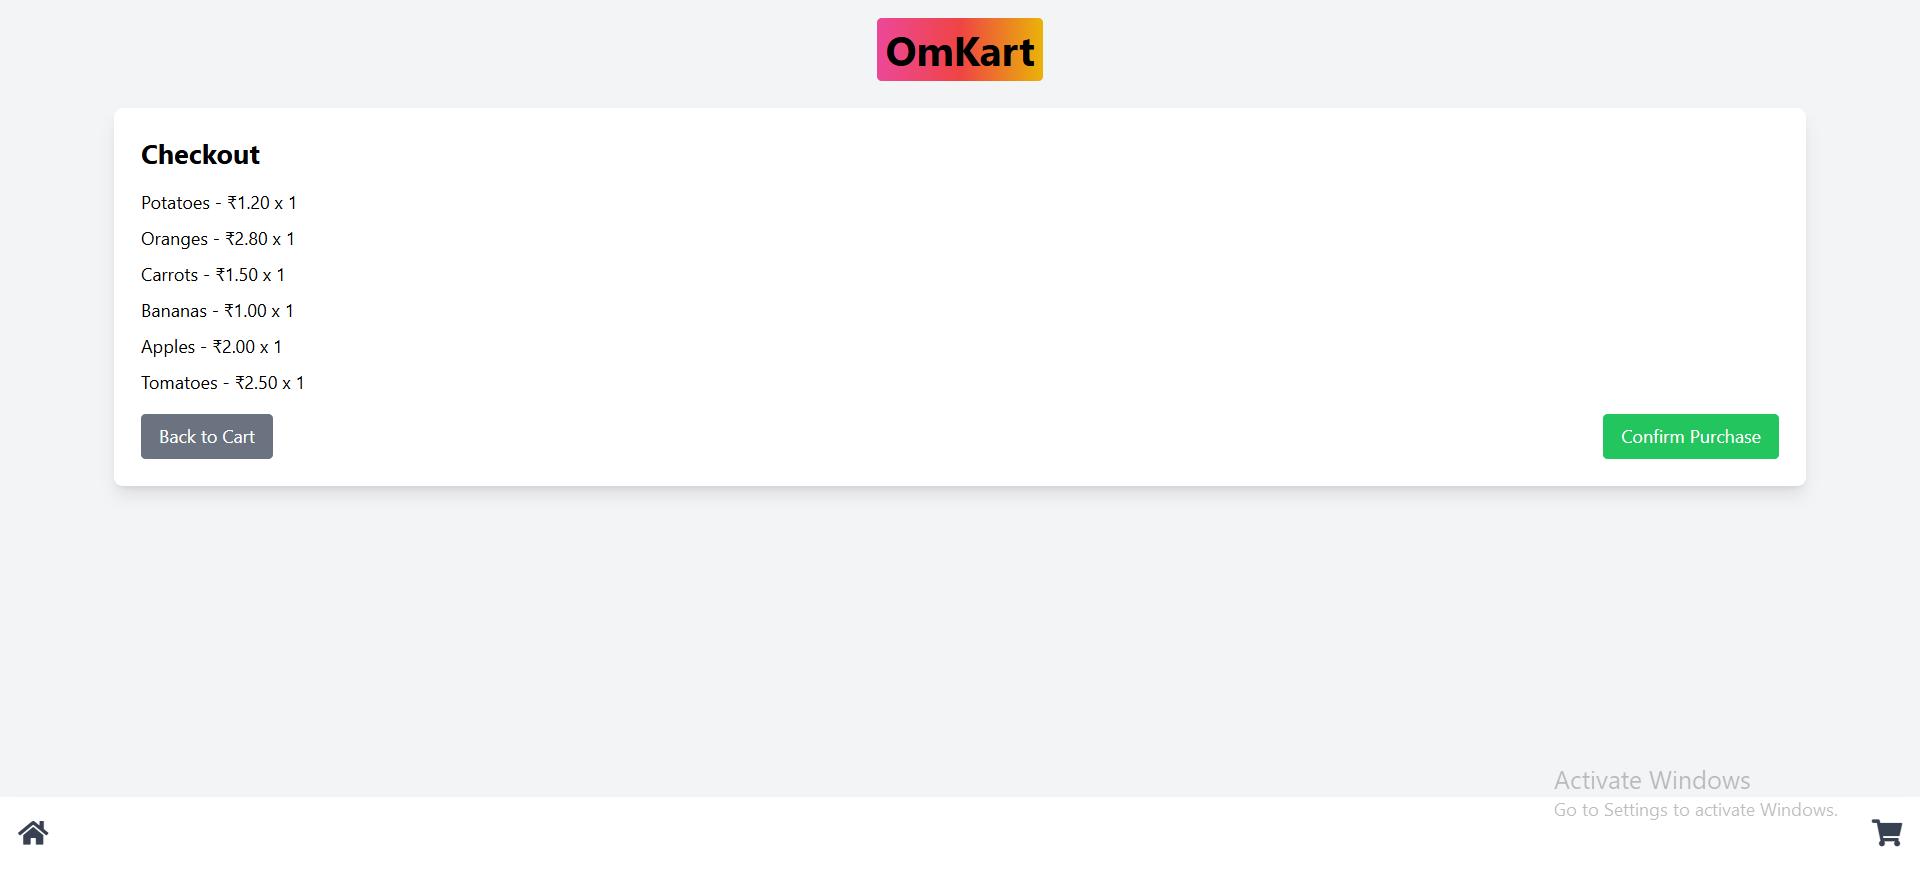 OmKart
Checkout
Potatoes - ₹1.20 x 1
Oranges - ₹2.80 x 1
Carrots - ₹1.50 x 1
Bananas - ₹1.00 x 1
Apples - ₹2.00 x 1
Tomatoes - ₹2.50 x 1
Back to Cart
Confirm Purchase
Activate Windows
Go to Settings to activate Windows.